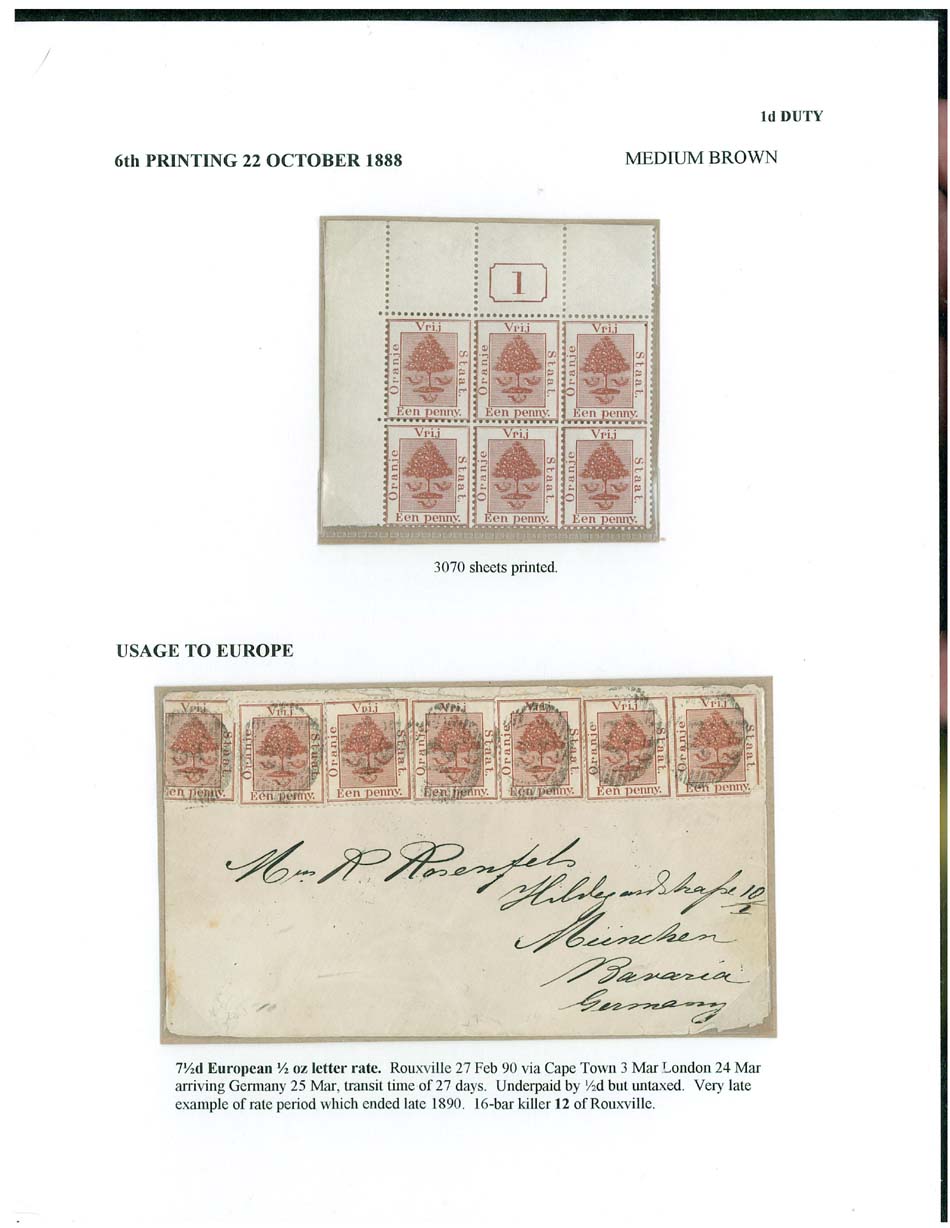 1d DUTY
6th PRINTING 22 OCTOBER 1888
MEDIUM BROWN
1
Vrij Vrij Vrij
Oranje Staat. Oranje Staat. Oranje Staat.
Een penny. Een penny. Een penny.
Vrij Vrij Vrij
Oranje Staat. Oranje Staat. Oranje Staat.
Een penny. Een penny. Een penny.
3070 sheets printed.
USAGE TO EUROPE
Vrij Vrij Vrij Vrij Vrij Vrij Vrij
Staat. Oranje Staat. Oranje Staat. Oranje Staat. Oranje Staat. Oranje Staat. Oranje Staat.
een penny. Een penny. Een penny. Een penny. Een penny. Een penny. Een penny.
Mrs R Rosenfels
Hildegardstraße 10/1
München
Bavaria
Germany
7½d European ½ oz letter rate. Rouxville 27 Feb 90 via Cape Town 3 Mar London 24 Mar
arriving Germany 25 Mar, transit time of 27 days. Underpaid by ½d but untaxed. Very late
example of rate period which ended late 1890. 16-bar killer 12 of Rouxville.